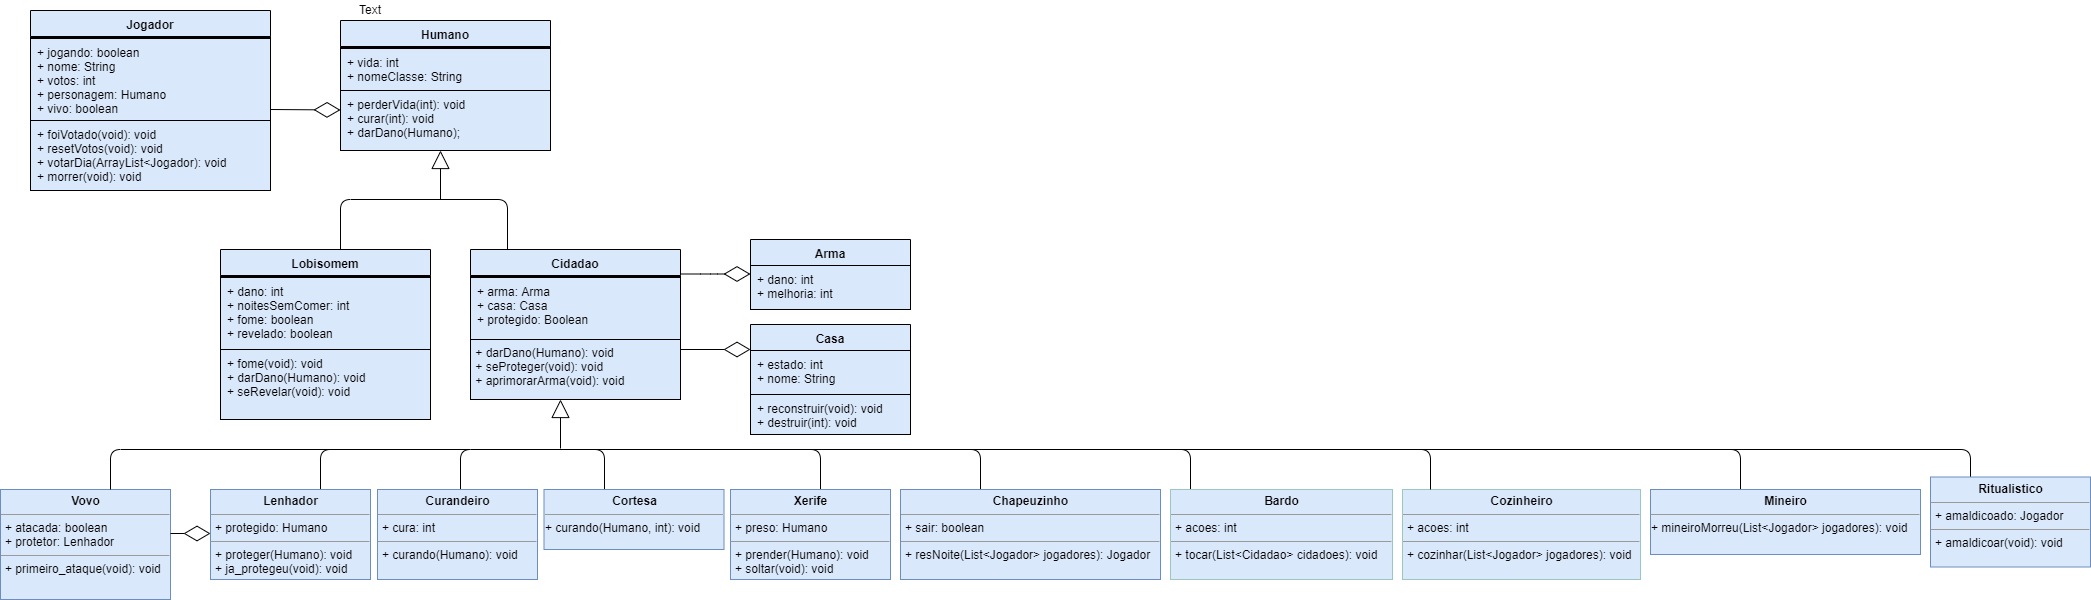 Text
Jogador
+ jogando: boolean
+ nome: String
+ votos: int
+ personagem: Humano
+ vivo: boolean
+ foiVotado(void): void
+ resetVotos(void): void
+ votarDia(ArrayList<Jogador): void
+ morrer(void): void
Humano
+ vida: int
+ nomeClasse: String
+ perderVida(int): void
+ curar(int): void
+ darDano(Humano);
Lobisomem
+ dano: int
+ noitesSemComer: int
+ fome: boolean
+ revelado: boolean
+ fome(void): void
+ darDano(Humano): void
+ seRevelar(void): void
Cidadao
+ arma: Arma
+ casa: Casa
+ protegido: Boolean
+ darDano(Humano): void
+ seProteger(void): void
+ aprimorarArma(void): void
Arma
+ dano: int
+ melhoria: int
Casa
+ estado: int
+ nome: String
+ reconstruir(void): void
+ destruir(int): void
Vovo
+ atacada: boolean
+ protetor: Lenhador
+ primeiro_ataque(void): void
Lenhador
+ protegido: Humano
+ proteger(Humano): void
+ ja_protegeu(void): void
Curandeiro
+ cura: int
+ curando(Humano): void
Cortesa
+ curando(Humano, int): void
Xerife
+ preso: Humano
+ prender(Humano): void
+ soltar(void): void
Chapeuzinho
+ sair: boolean
+ resNoite(List<Jogador> jogadores): Jogador
Bardo
+ acoes: int
+ tocar(List<Cidadao> cidadoes): void
Cozinheiro
+ acoes: int
+ cozinhar(List<Jogador> jogadores): void
Mineiro
+ mineiroMorreu(List<Jogador> jogadores): void
Ritualistico
+ amaldicoado: Jogador
+ amaldicoar(void): void